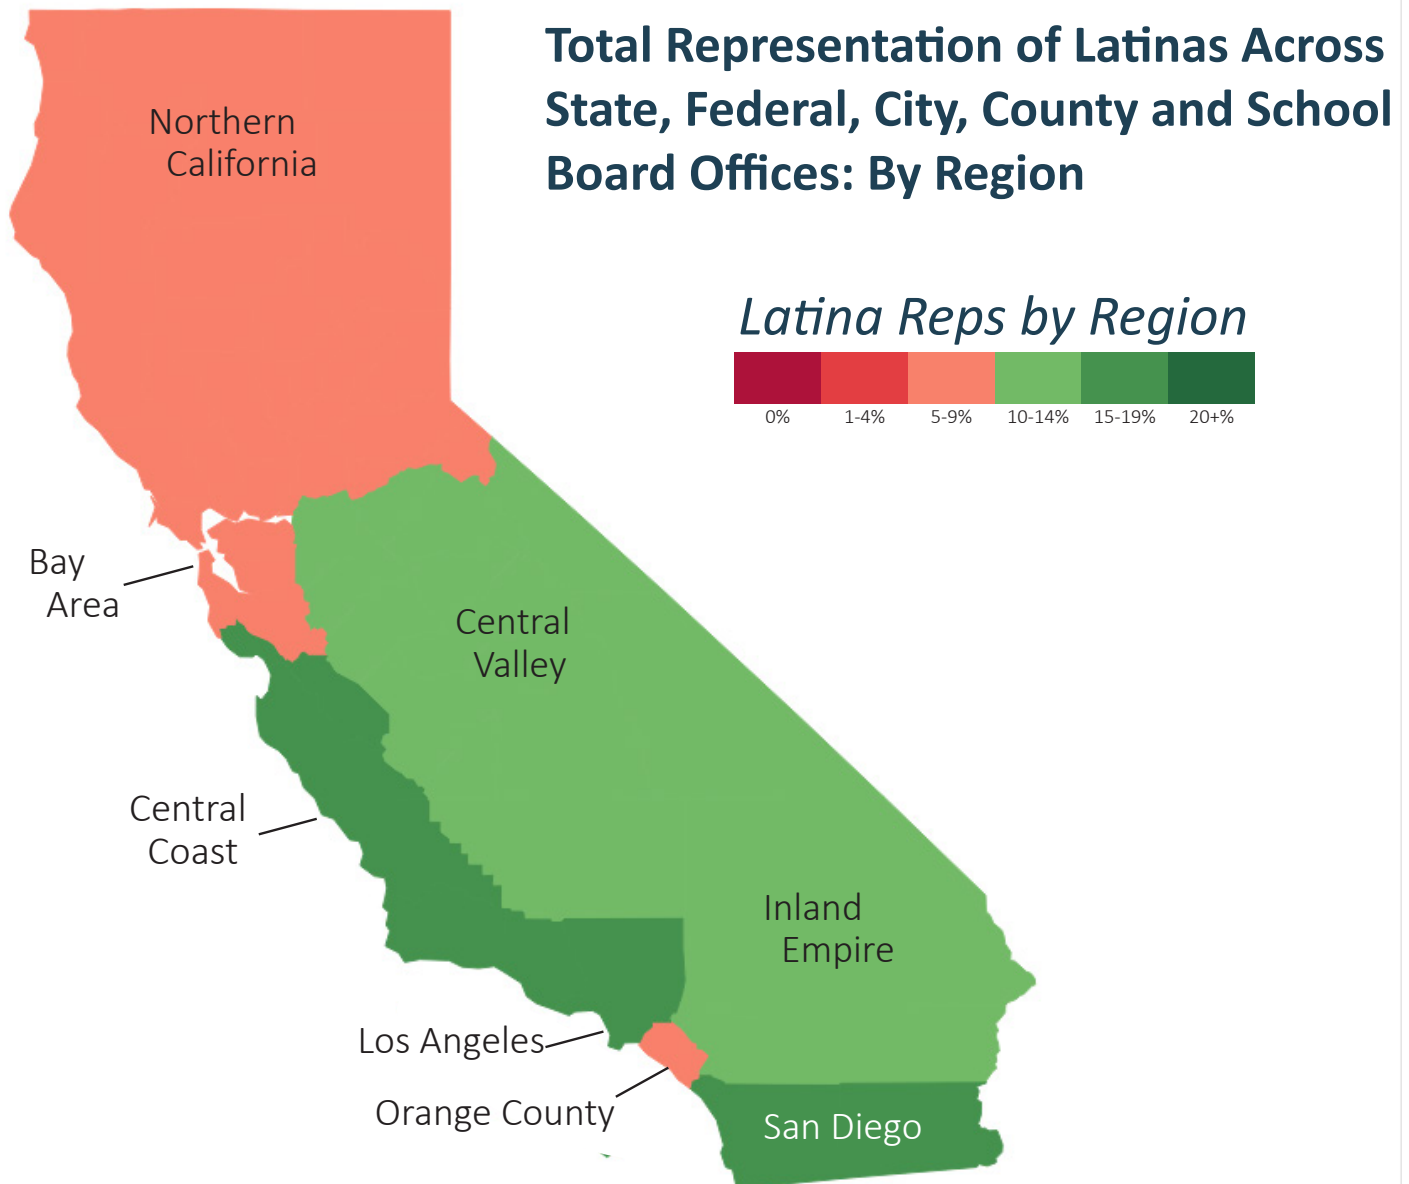 Total Representation of Latinas Across
State, Federal, City, County and School
Board Offices: By Region
Northern
California
Latina Reps by Region
0% 1-4% 5-9% 10-14% 15-19% 20+%
Bay
Area
Central
Valley
Central
Coast
Inland
Empire
Los Angeles
Orange County
San Diego